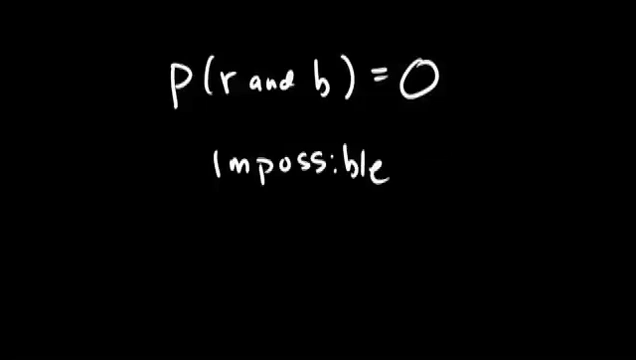 P(r and b) = 0
Impossible